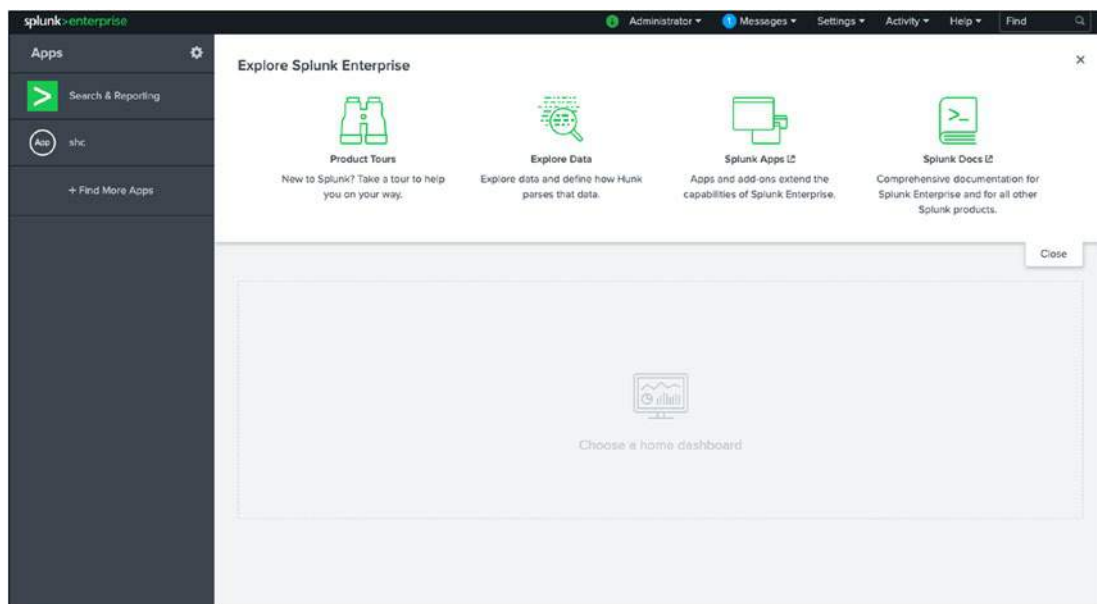 splunk>enterprise
i Administrator 1 Messages Settings Activity Help Find
Apps
Search & Reporting
App shc
+ Find More Apps
Explore Splunk Enterprise
Product Tours
New to Splunk? Take a tour to help
you on your way.
Explore Data
Explore data and define how Hunk
parses that data.
Splunk Apps
Apps and add-ons extend the
capabilities of Splunk Enterprise.
Splunk Docs
Comprehensive documentation for
Splunk Enterprise and for all other
Splunk products.
Close
Choose a home dashboard